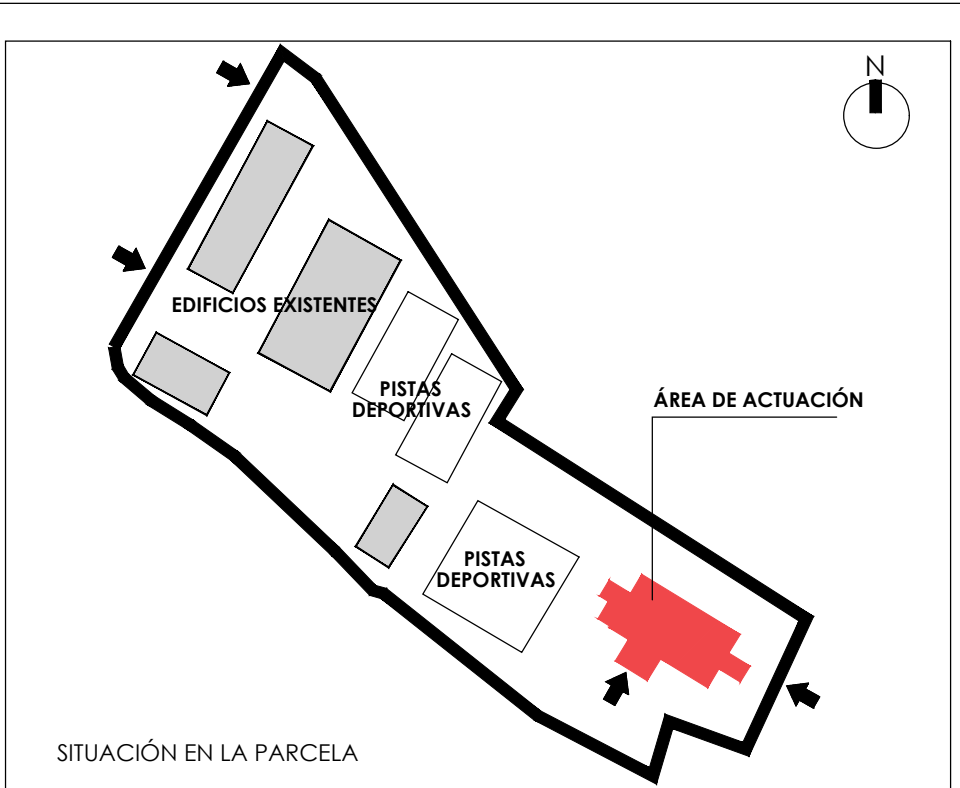 N
EDIFICIOS EXISTENTES
PISTAS
DEPORTIVAS
ÁREA DE ACTUACIÓN
PISTAS
DEPORTIVAS
SITUACIÓN EN LA PARCELA